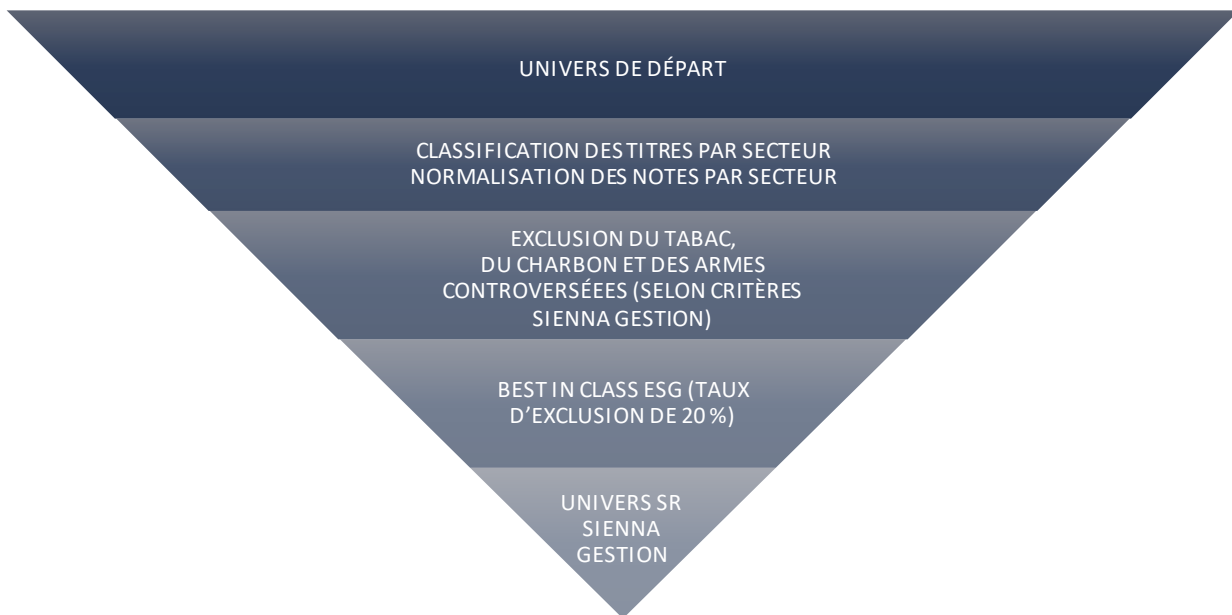 UNIVERS DE DÉPART
CLASSIFICATION DES TITRES PAR SECTEUR
NORMALISATION DES NOTES PAR SECTEUR
EXCLUSION DU TABAC,
DU CHARBON ET DES ARMES
CONTROVERSÉEES (SELON CRITÈRES
SIENNA GESTION)
BEST IN CLASS ESG (TAUX
D’EXCLUSION DE 20 %)
UNIVERS SR
SIENNA
GESTION